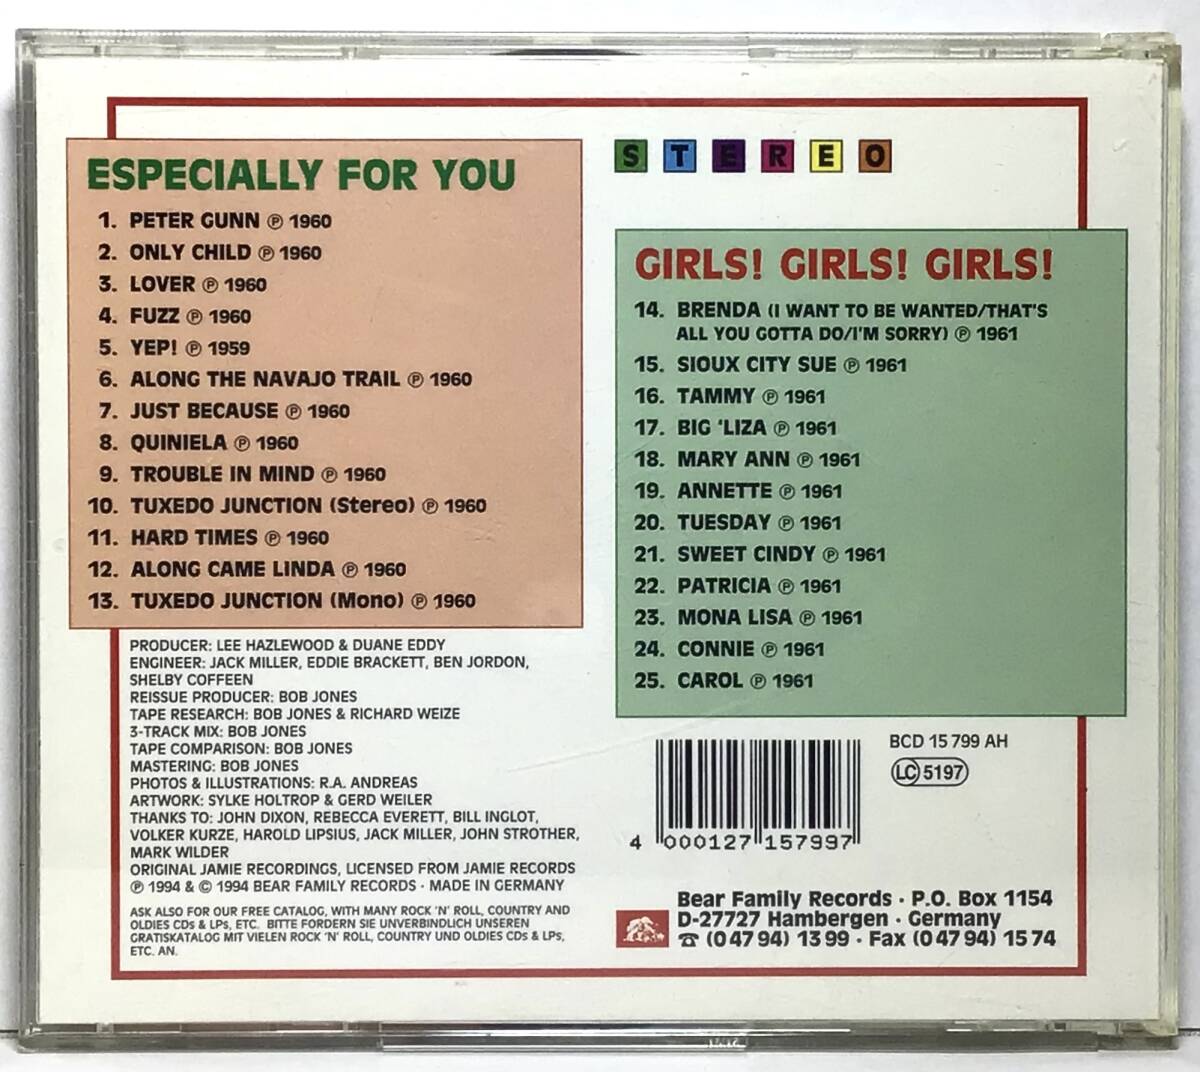 ESPECIALLY FOR YOU
1. PETER GUNN ℗ 1960
2. ONLY CHILD ℗ 1960
3. LOVER ℗ 1960
4. FUZZ ℗ 1960
5. YEP! ℗ 1959
6. ALONG THE NAVAJO TRAIL ℗ 1960
7. JUST BECAUSE ℗ 1960
8. QUINIELA ℗ 1960
9. TROUBLE IN MIND ℗ 1960
10. TUXEDO JUNCTION (Stereo) ℗ 1960
11. HARD TIMES ℗ 1960
12. ALONG CAME LINDA ℗ 1960
13. TUXEDO JUNCTION (Mono) ℗ 1960
PRODUCER: LEE HAZLEWOOD & DUANE EDDY
ENGINEER: JACK MILLER, EDDIE BRACKETT, BEN JORDON,
SHELBY COFFEEN
REISSUE PRODUCER: BOB JONES
TAPE RESEARCH: BOB JONES & RICHARD WEIZE
3-TRACK MIX: BOB JONES
TAPE COMPARISON: BOB JONES
MASTERING: BOB JONES
PHOTOS & ILLUSTRATIONS: R.A. ANDREAS
ARTWORK: SYLKE HOLTROP & GERD WEILER
THANKS TO: JOHN DIXON, REBECCA EVERETT, BILL INGLOT,
VOLKER KURZE, HAROLD LIPSIUS, JACK MILLER, JOHN STROTHER,
MARK WILDER
ORIGINAL JAMIE RECORDINGS, LICENSED FROM JAMIE RECORDS
℗ 1994 & © 1994 BEAR FAMILY RECORDS · MADE IN GERMANY
ASK ALSO FOR OUR FREE CATALOG, WITH MANY ROCK 'N' ROLL, COUNTRY AND
OLDIES CDs & LPs, ETC. BITTE FORDERN SIE UNVERBINDLICH UNSEREN
GRATISKATALOG MIT VIELEN ROCK 'N' ROLL, COUNTRY UND OLDIES CDs & LPs,
ETC. AN.
STEREO
GIRLS! GIRLS! GIRLS!
14. BRENDA (I WANT TO BE WANTED/THAT'S
ALL YOU GOTTA DO/I'M SORRY) ℗ 1961
15. SIOUX CITY SUE ℗ 1961
16. TAMMY ℗ 1961
17. BIG 'LIZA ℗ 1961
18. MARY ANN ℗ 1961
19. ANNETTE ℗ 1961
20. TUESDAY ℗ 1961
21. SWEET CINDY ℗ 1961
22. PATRICIA ℗ 1961
23. MONA LISA ℗ 1961
24. CONNIE ℗ 1961
25. CAROL ℗ 1961
BCD 15 799 AH
LC 5197
4 000127 157997
Bear Family Records · P.O. Box 1154
D-27727 Hambergen · Germany
☎ (0 47 94) 13 99 · Fax (0 47 94) 15 74